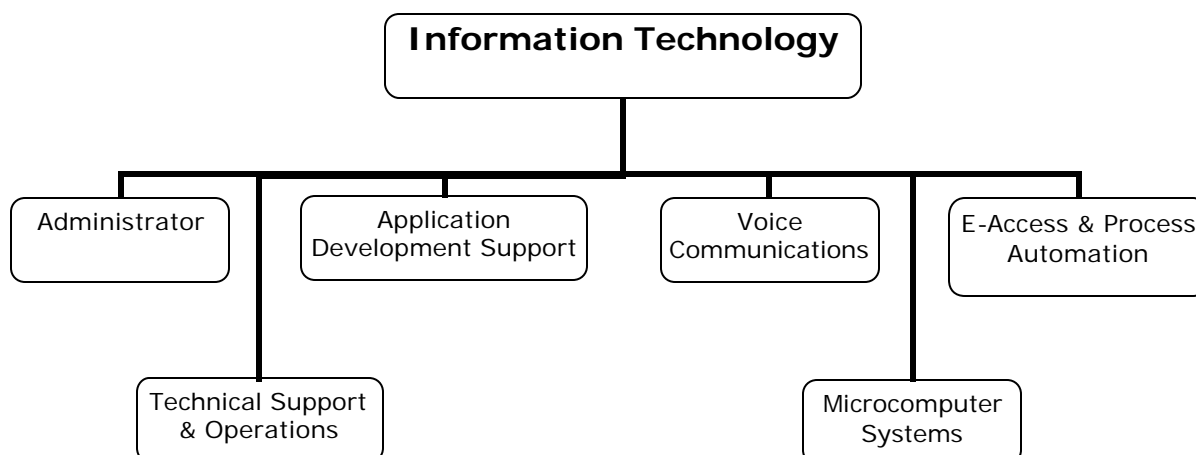 Information Technology
Administrator
Application
Development Support
Voice
Communications
E-Access & Process
Automation
Technical Support
& Operations
Microcomputer
Systems